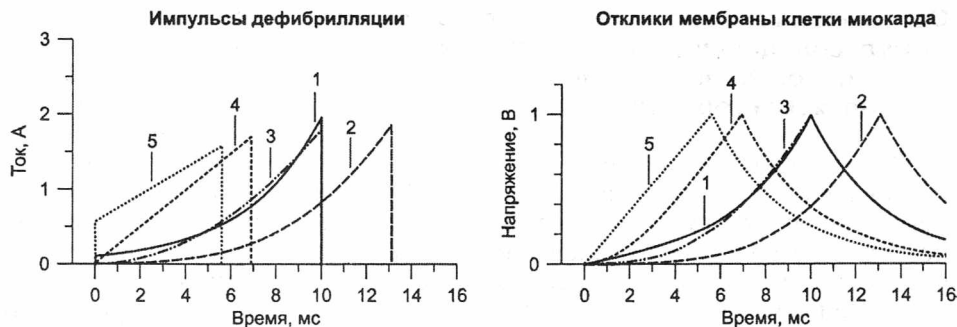 Импульсы дефибрилляции
3
2
1
0
Ток, А
1
2
3
4
5
0 2 4 6 8 10 12 14 16
Время, мс
Отклики мембраны клетки миокарда
1
0
Напряжение, В
4
3
2
5
1
0 2 4 6 8 10 12 14 16
Время, мс